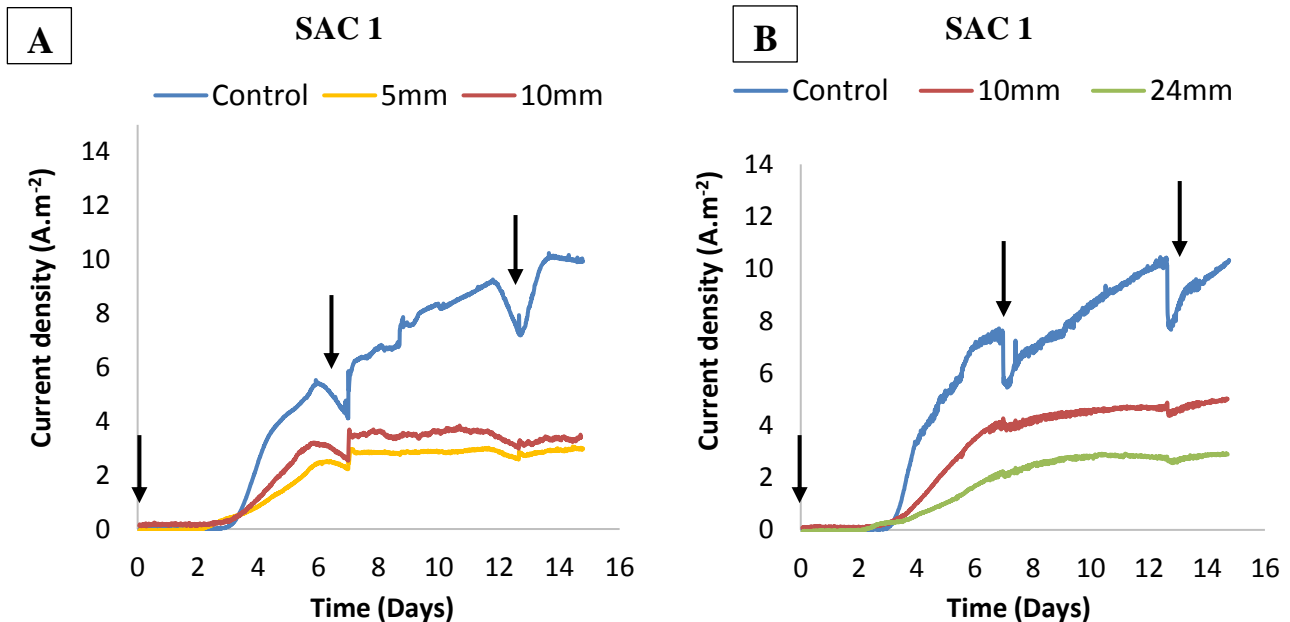 A
SAC 1
Control 5mm 10mm
Current density (A.m-2)
14
12
10
8
6
4
2
0
0 2 4 6 8 10 12 14 16
Time (Days)
B
SAC 1
Control 10mm 24mm
Current density (A.m-2)
14
12
10
8
6
4
2
0
0 2 4 6 8 10 12 14 16
Time (Days)